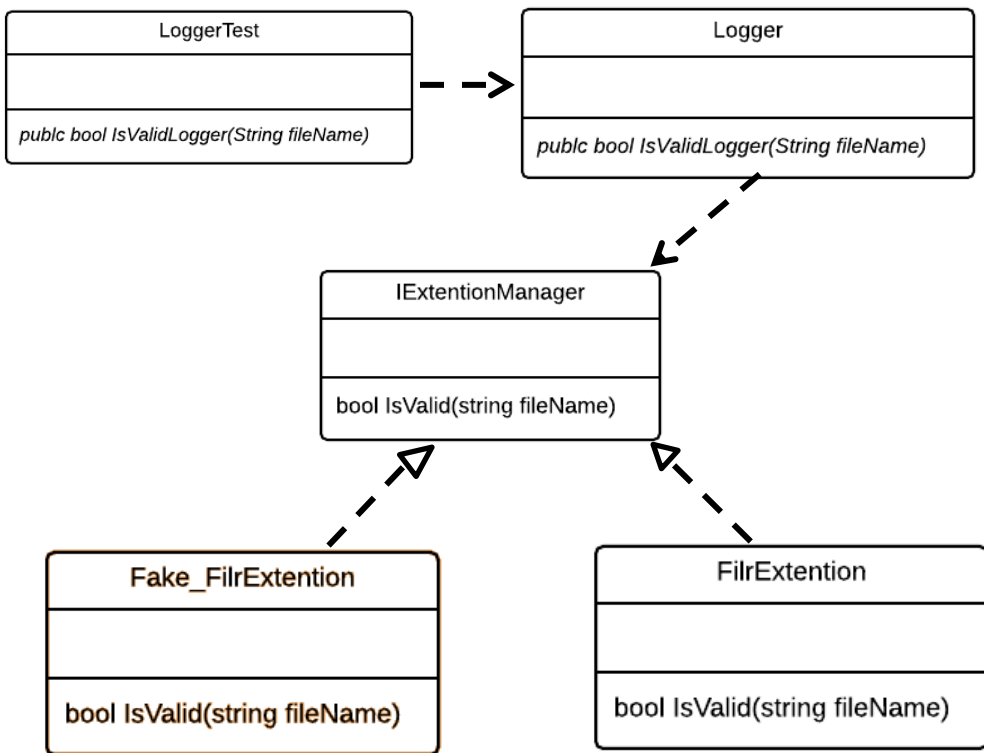 LoggerTest
publc bool IsValidLogger(String fileName)
Logger
publc bool IsValidLogger(String fileName)
IExtentionManager
bool IsValid(string fileName)
Fake_FilrExtention
bool IsValid(string fileName)
FilrExtention
bool IsValid(string fileName)